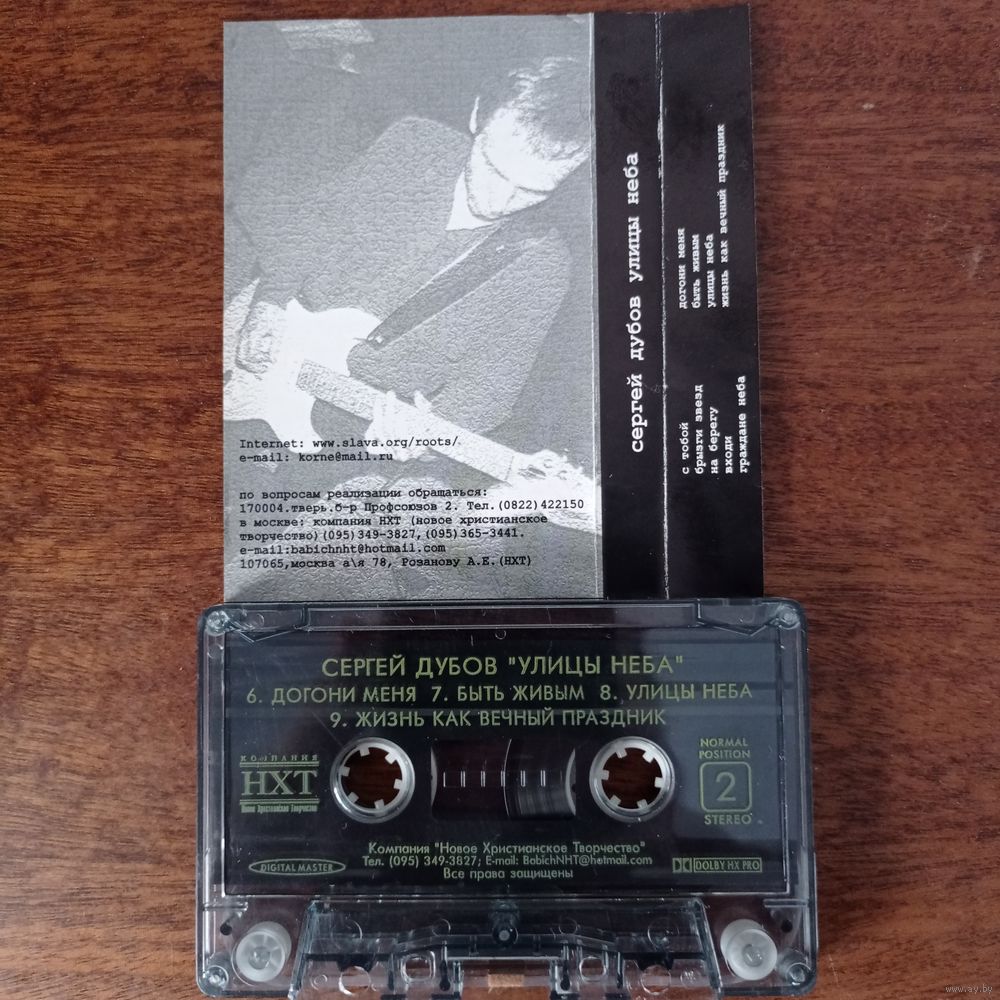 Internet: www.slava.org/roots/
e-mail: korne@mail.ru
по вопросам реализации обращаться:
170004.тверь.б-р Профсоюзов 2. Тел.(0822)422150
в москве: компания НХТ (новое христианское
творчество)(095)349-3827,(095)365-3441.
e-mail:babichnht@hotmail.com
107065,москва а\я 78, Розанову А.Е.(НХТ)
сергей дубов улицы неба
с тобой
брызги звезд
на берегу
входи
граждане неба
догони меня
быть живым
улицы неба
жизнь как вечный праздник
СЕРГЕЙ ДУБОВ "УЛИЦЫ НЕБА"
6. ДОГОНИ МЕНЯ 7. БЫТЬ ЖИВЫМ 8. УЛИЦЫ НЕБА
9. ЖИЗНЬ КАК ВЕЧНЫЙ ПРАЗДНИК
КОМПАНИЯ
НХТ
Новое Христианское Творчество
NORMAL
POSITION
2
STEREO
Компания "Новое Христианское Творчество"
Тел. (095) 349-3827; E-mail: BabichNHT@hotmail.com
Все права защищены
DIGITAL MASTER
DOLBY HX PRO
www.ay.by